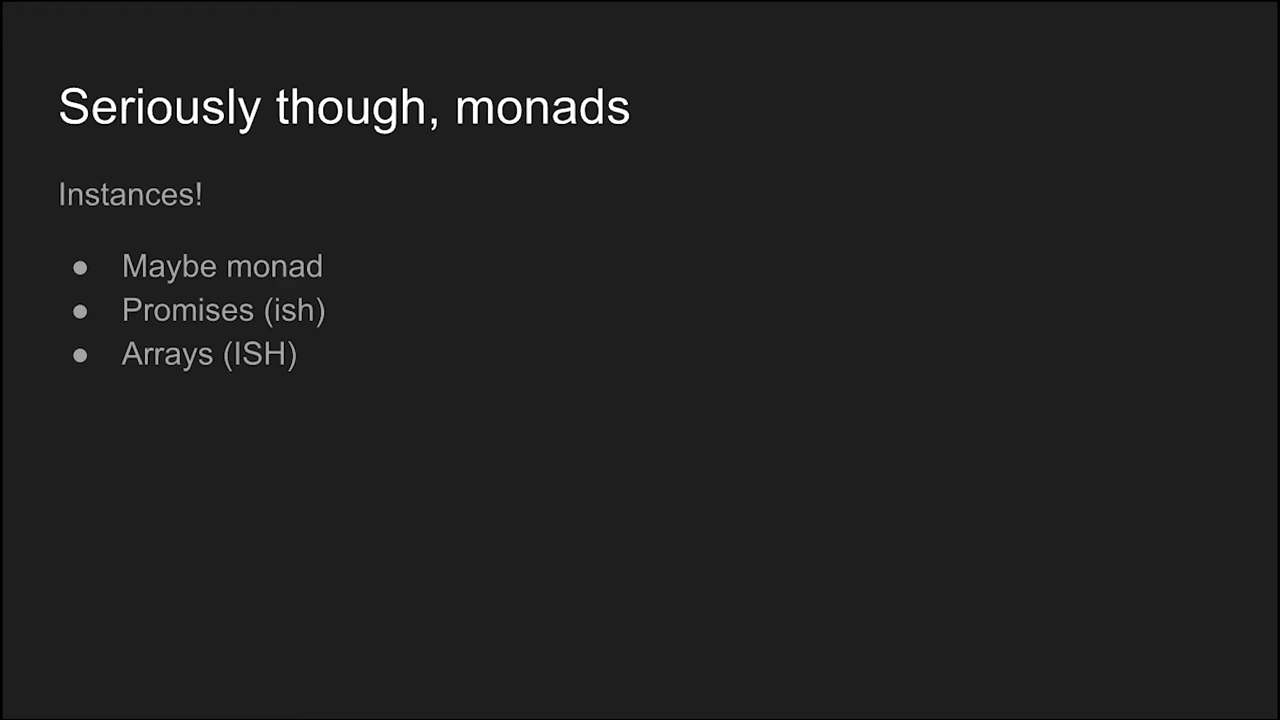 Seriously though, monads
Instances!
● Maybe monad
● Promises (ish)
● Arrays (ISH)